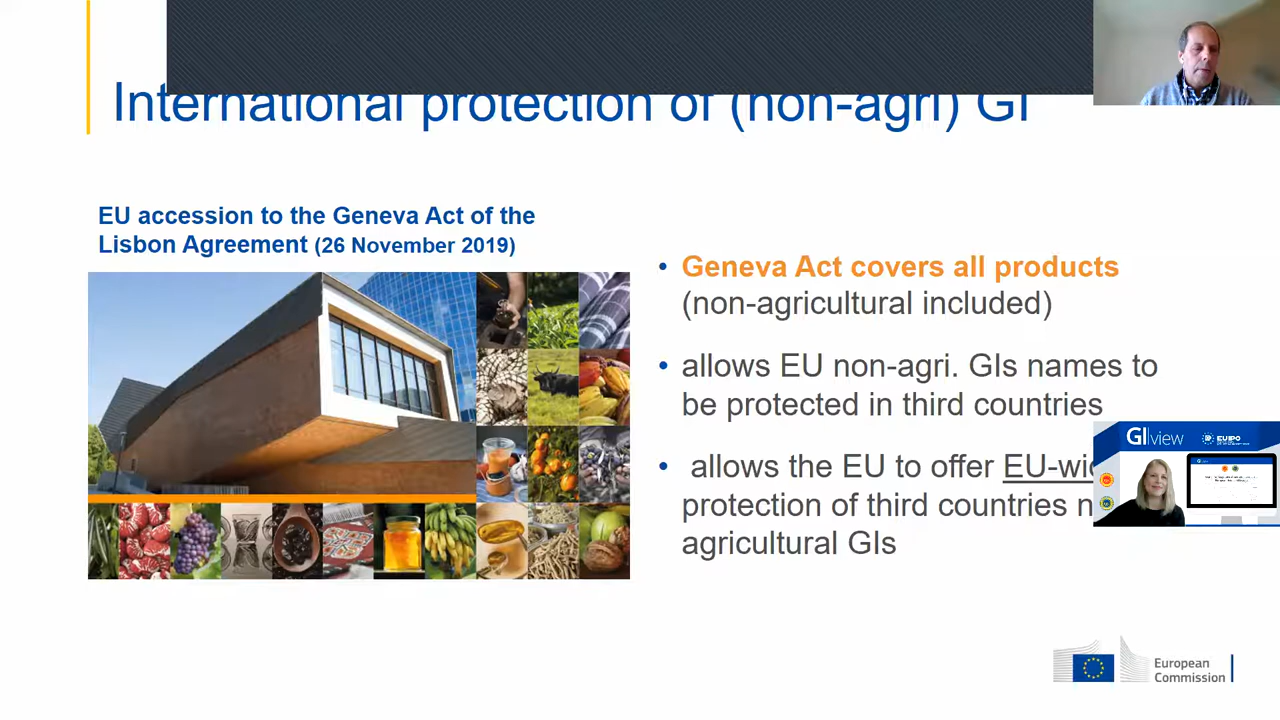 International protection of (non-agri) GI
EU accession to the Geneva Act of the
Lisbon Agreement (26 November 2019)
• Geneva Act covers all products
(non-agricultural included)
• allows EU non-agri. GIs names to
be protected in third countries
• allows the EU to offer
protection of third countries
agricultural GIs
GIview
EUIPO
European
Commission